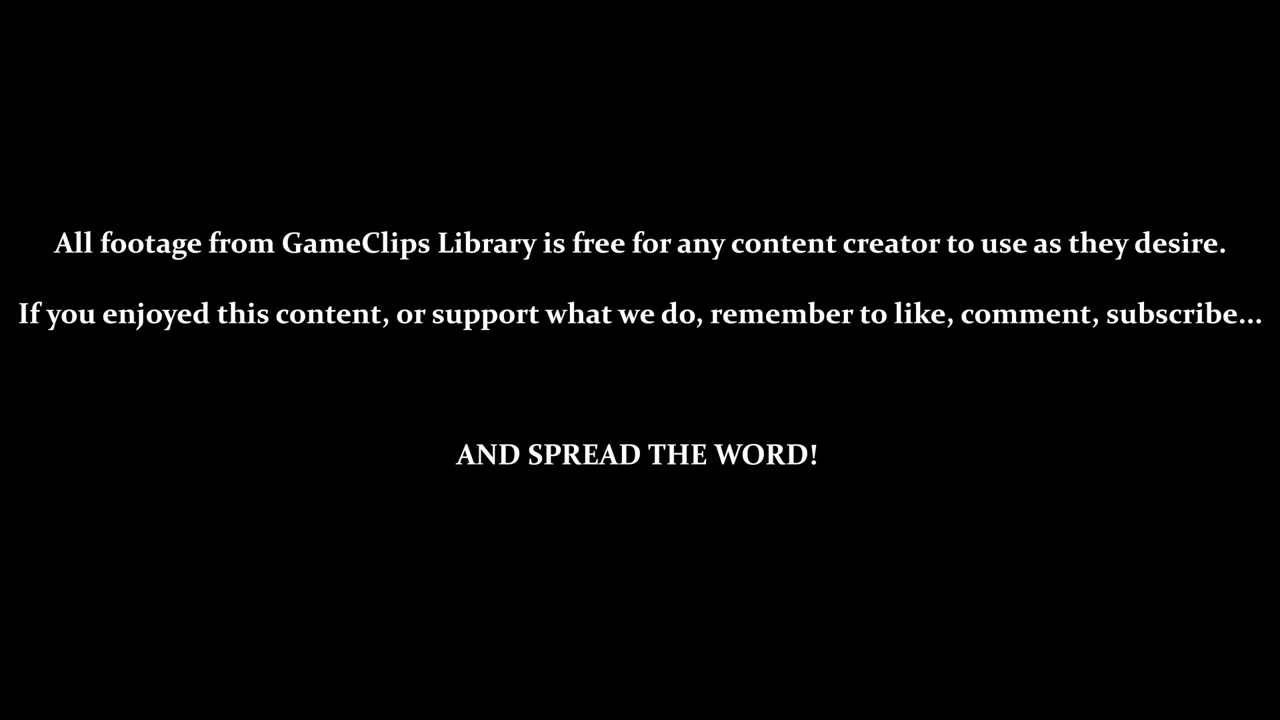 All footage from GameClips Library is free for any content creator to use as they desire.
If you enjoyed this content, or support what we do, remember to like, comment, subscribe...
AND SPREAD THE WORD!